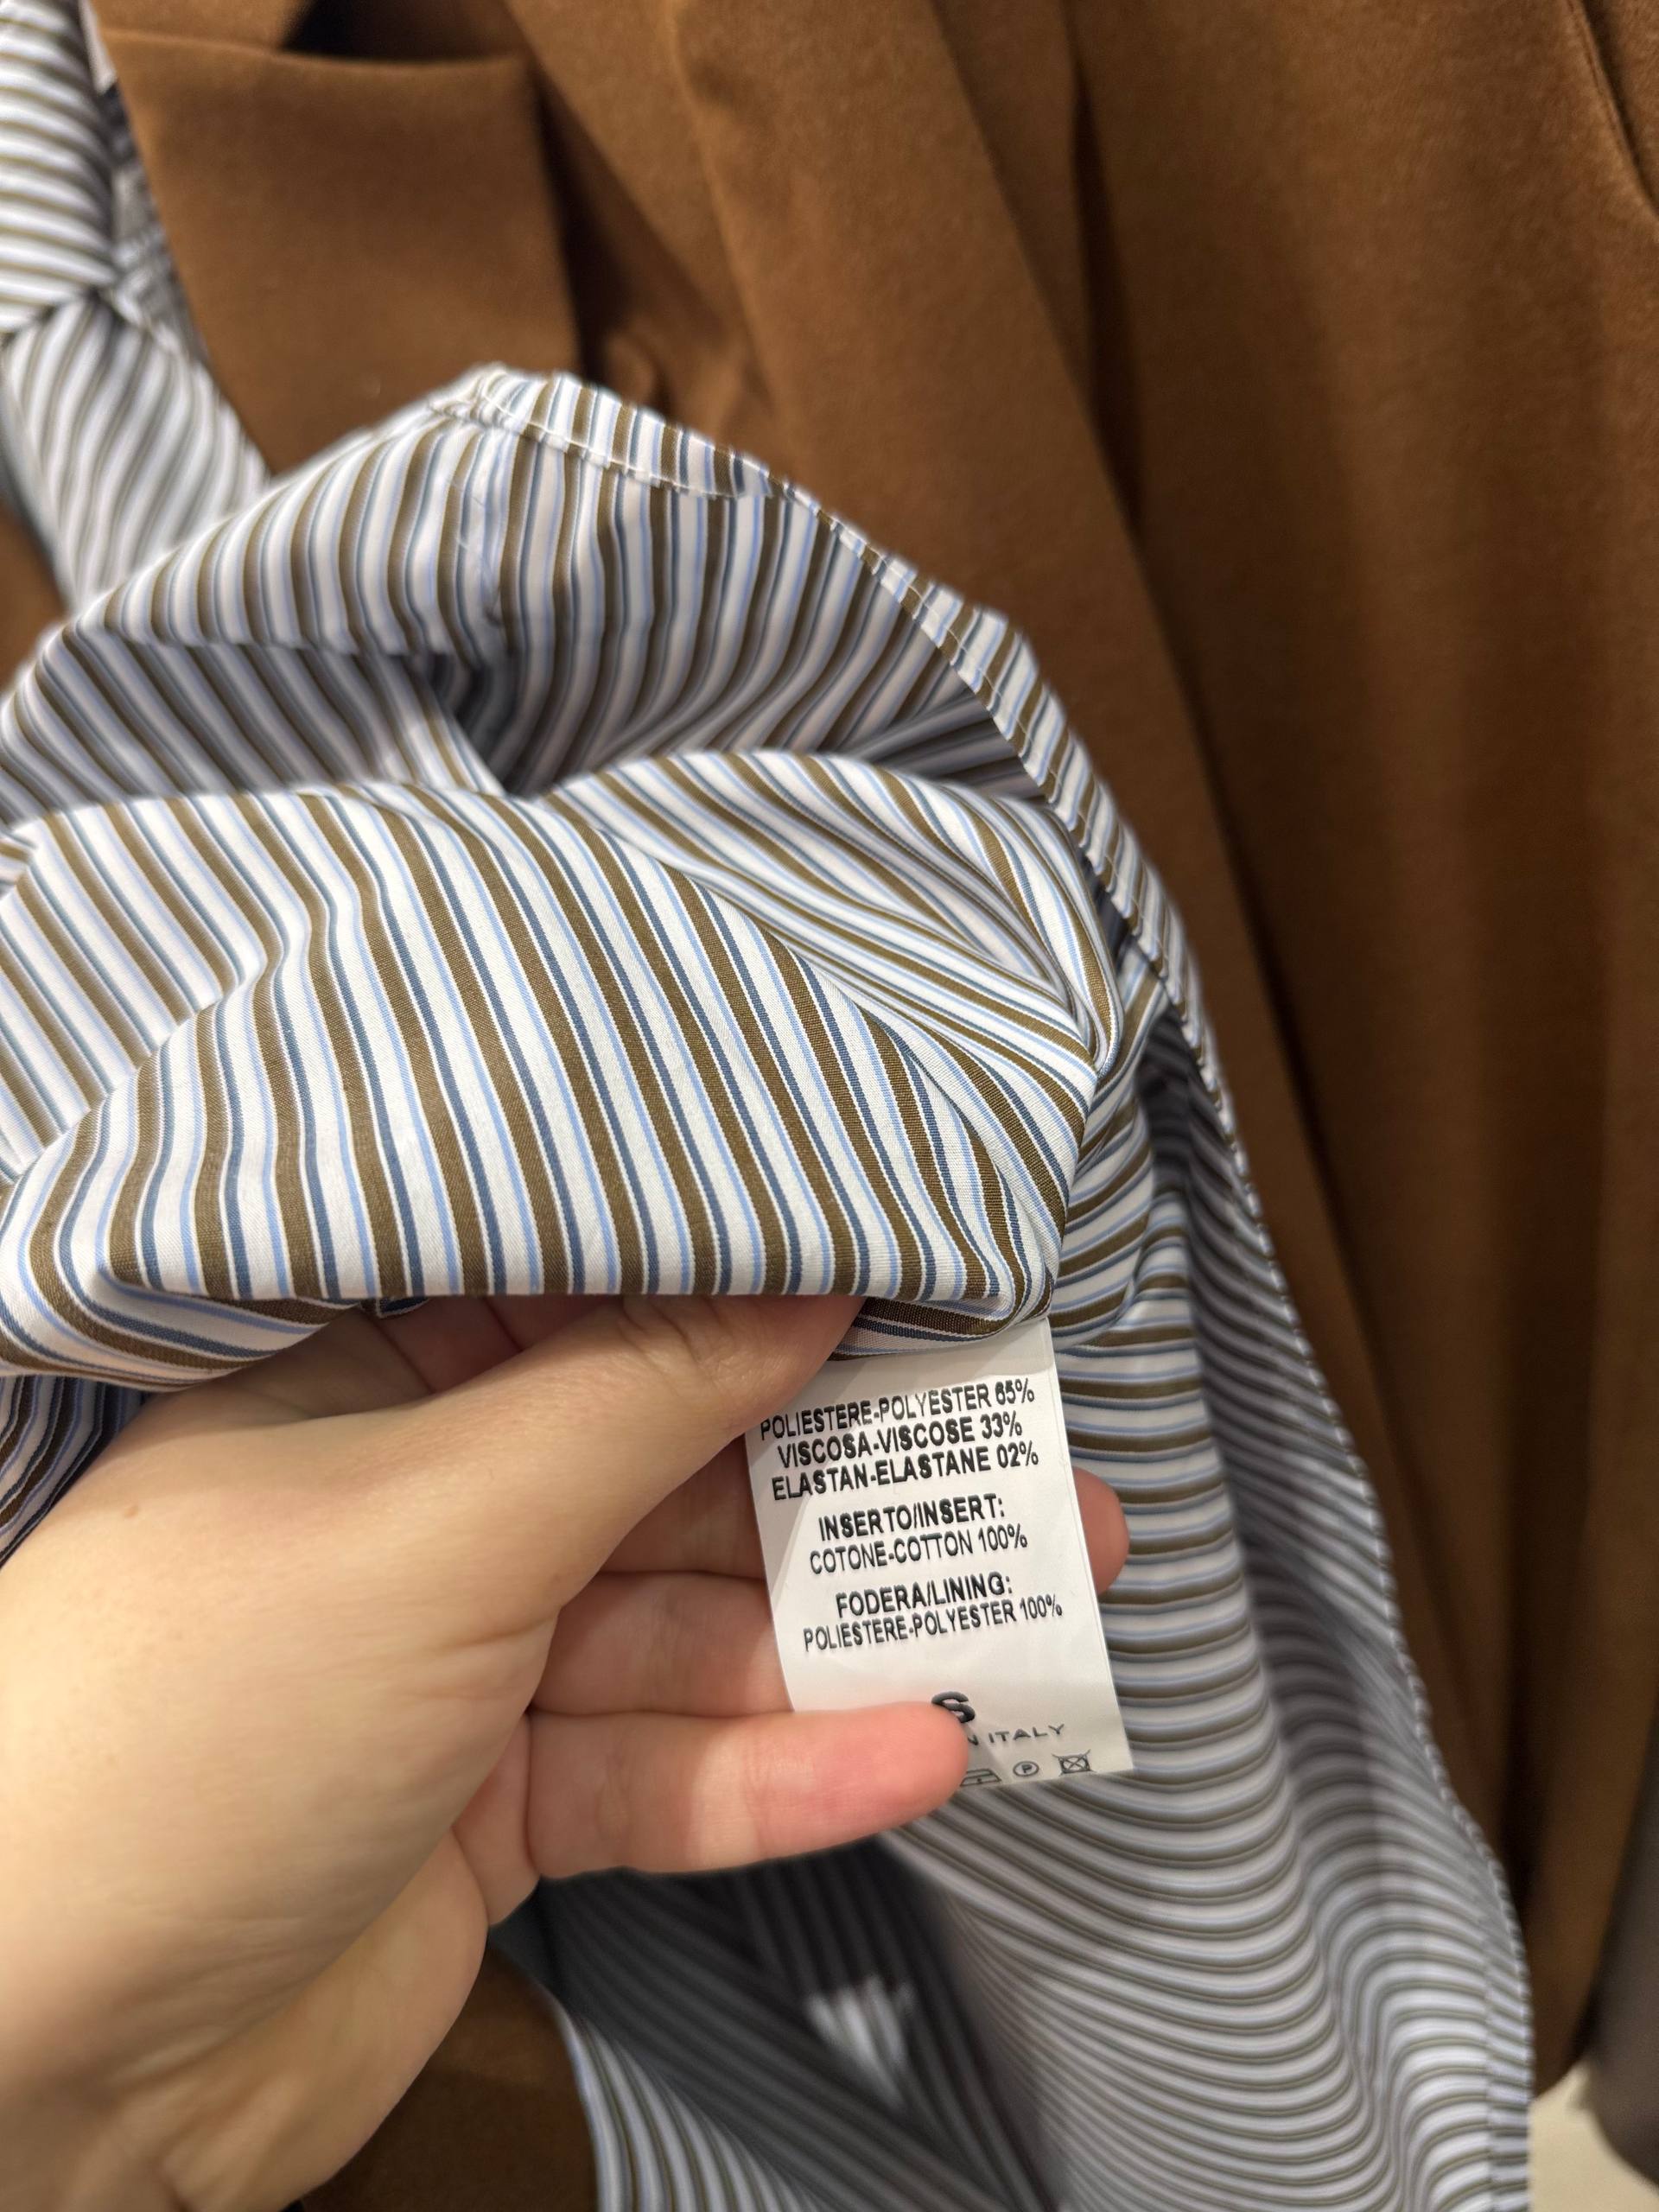 POLIESTERE-POLYESTER 65%
VISCOSA-VISCOSE 33%
ELASTAN-ELASTANE 02%
INSERTO/INSERT:
COTONE-COTTON 100%
FODERA/LINING:
POLIESTERE-POLYESTER 100%
S
ITALY
P